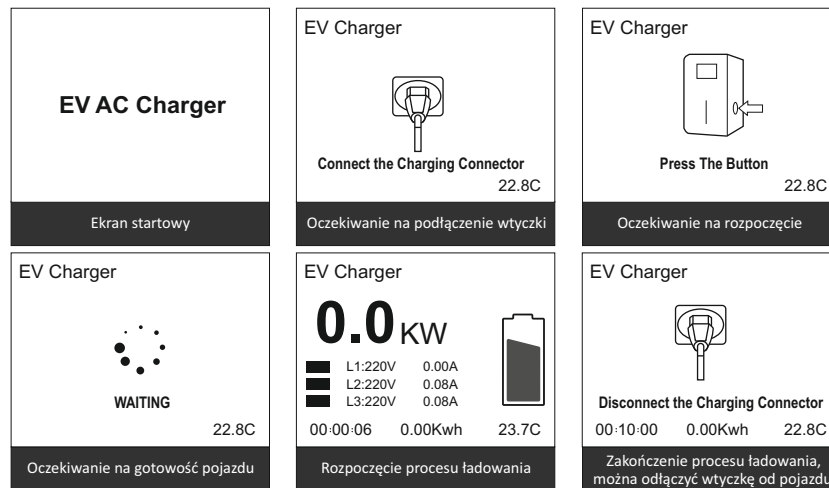 EV AC Charger
Ekran startowy
EV Charger
Connect the Charging Connector
22.8C
Oczekiwanie na podłączenie wtyczki
EV Charger
Press The Button
22.8C
Oczekiwanie na rozpoczęcie
EV Charger
WAITING
22.8C
Oczekiwanie na gotowość pojazdu
EV Charger
0.0 KW
L1:220V 0.00A
L2:220V 0.08A
L3:220V 0.08A
00:00:06 0.00Kwh 23.7C
Rozpoczęcie procesu ładowania
EV Charger
Disconnect the Charging Connector
00:10:00 0.00Kwh 22.8C
Zakończenie procesu ładowania,
można odłączyć wtyczkę od pojazdu